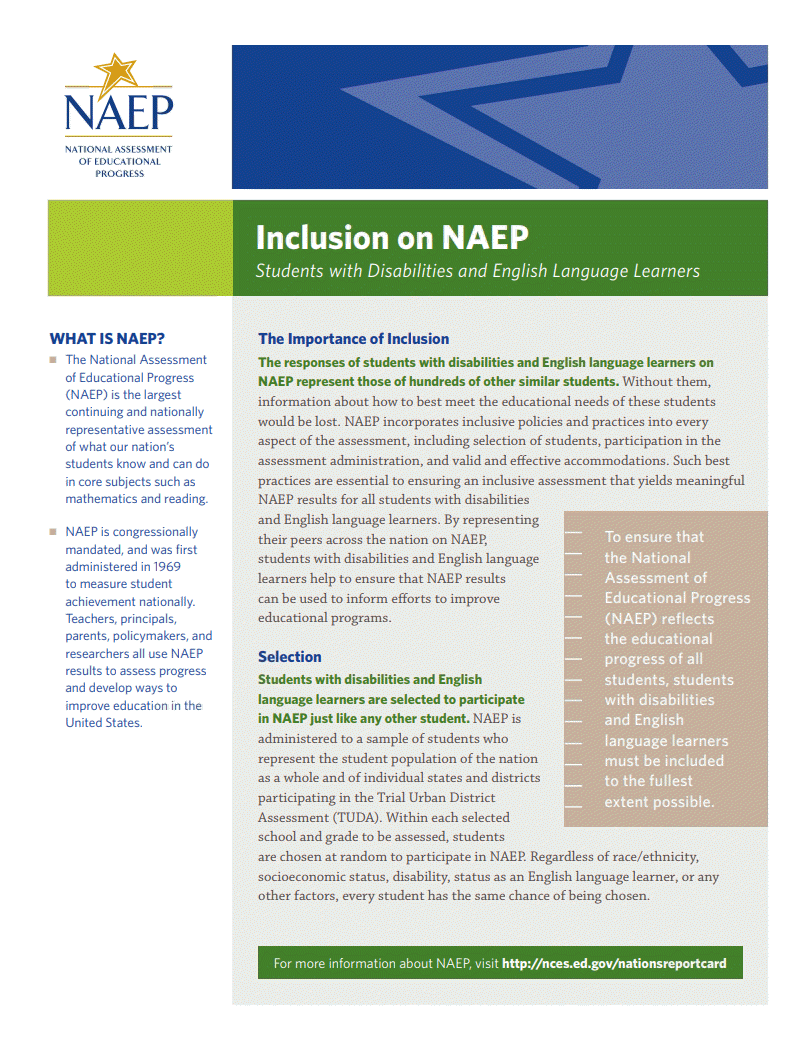 NAEP
NATIONAL ASSESSMENT
OF EDUCATIONAL
PROGRESS
Inclusion on NAEP
Students with Disabilities and English Language Learners
WHAT IS NAEP?
The National Assessment
of Educational Progress
(NAEP) is the largest
continuing and nationally
representative assessment
of what our nation's
students know and can do
in core subjects such as
mathematics and reading.
NAEP is congressionally
mandated, and was first
administered in 1969
to measure student
achievement nationally.
Teachers, principals,
parents, policymakers, and
researchers all use NAEP
results to assess progress
and develop ways to
improve education in the
United States.
The Importance of Inclusion
The responses of students with disabilities and English language learners on
NAEP represent those of hundreds of other similar students. Without them,
information about how to best meet the educational needs of these students
would be lost. NAEP incorporates inclusive policies and practices into every
aspect of the assessment, including selection of students, participation in the
assessment administration, and valid and effective accommodations. Such best
practices are essential to ensuring an inclusive assessment that yields meaningful
NAEP results for all students with disabilities
and English language learners. By representing
their peers across the nation on NAEP,
students with disabilities and English language
learners help to ensure that NAEP results
can be used to inform efforts to improve
educational programs.
To ensure that
the National
Assessment of
Educational Progress
(NAEP) reflects
the educational
progress of all
students, students
with disabilities
and English
language learners
must be included
to the fullest
extent possible.
Selection
Students with disabilities and English
language learners are selected to participate
in NAEP just like any other student. NAEP is
administered to a sample of students who
represent the student population of the nation
as a whole and of individual states and districts
participating in the Trial Urban District
Assessment (TUDA). Within each selected
school and grade to be assessed, students
are chosen at random to participate in NAEP. Regardless of race/ethnicity,
socioeconomic status, disability, status as an English language learner, or any
other factors, every student has the same chance of being chosen.
For more information about NAEP, visit http://nces.ed.gov/nationsreportcard